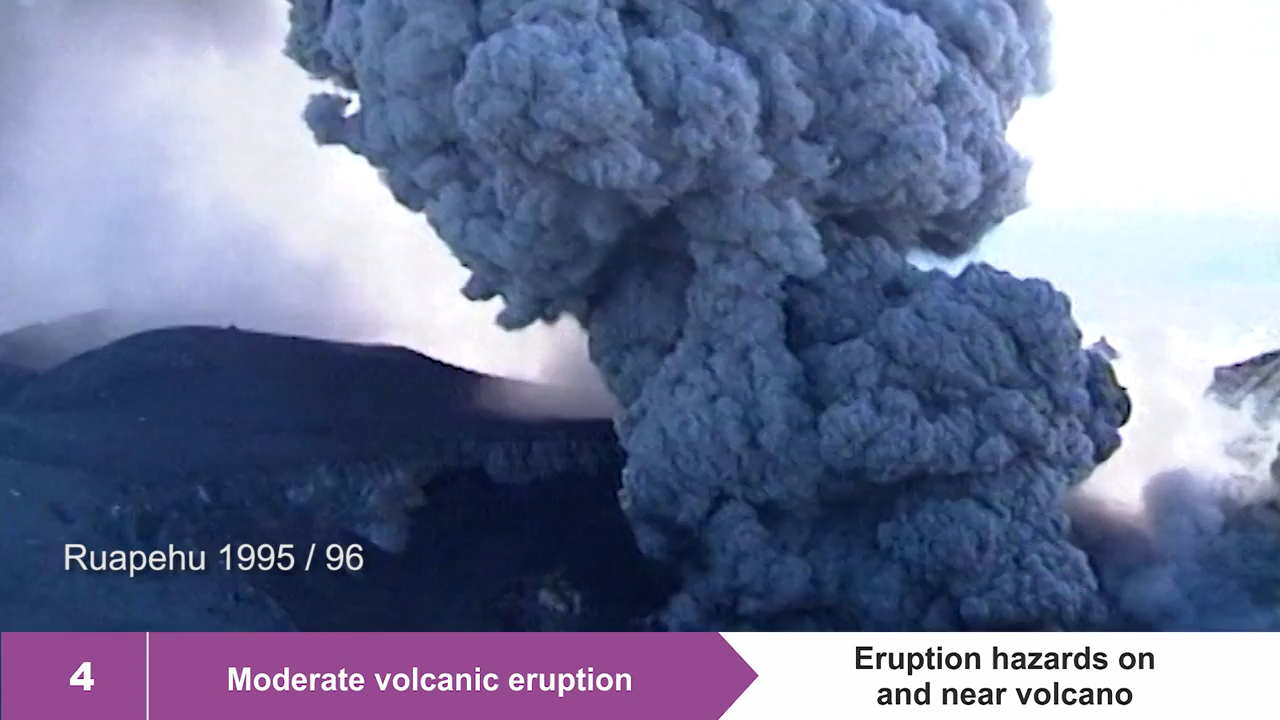 Ruapehu 1995 / 96
4
Moderate volcanic eruption
Eruption hazards on
and near volcano